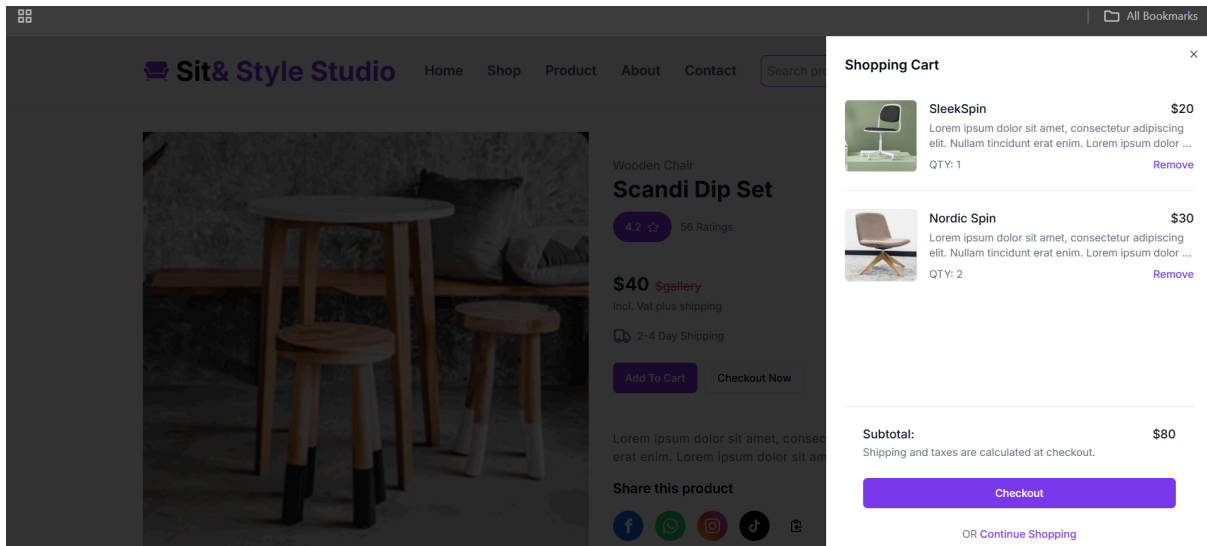 All Bookmarks
Sit& Style Studio
Home Shop Product About Contact
Search pro
Wooden Chair
Scandi Dip Set
4.2 56 Ratings
$40 $gallery
Incl. Vat plus shipping
2-4 Day Shipping
Add To Cart Checkout Now
Lorem ipsum dolor sit amet, consec
erat enim. Lorem ipsum dolor sit am
Share this product
Shopping Cart
SleekSpin $20
Lorem ipsum dolor sit amet, consectetur adipiscing
elit. Nullam tincidunt erat enim. Lorem ipsum dolor ...
QTY: 1 Remove
Nordic Spin $30
Lorem ipsum dolor sit amet, consectetur adipiscing
elit. Nullam tincidunt erat enim. Lorem ipsum dolor ...
QTY: 2 Remove
Subtotal: $80
Shipping and taxes are calculated at checkout.
Checkout
OR Continue Shopping